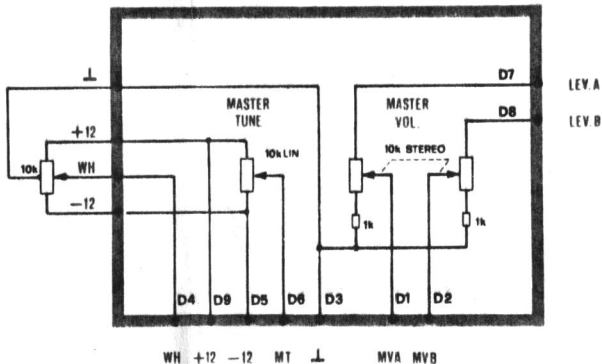 ⊥
D7
LEV.A
MASTER TUNE
MASTER VOL.
D8
LEV.B
+12
10k LIN
10k STEREO
10k
WH
−12
1k
1k
D4
D9
D5
D6
D3
D1
D2
WH
+12
−12
MT
⊥
MVA
MVB